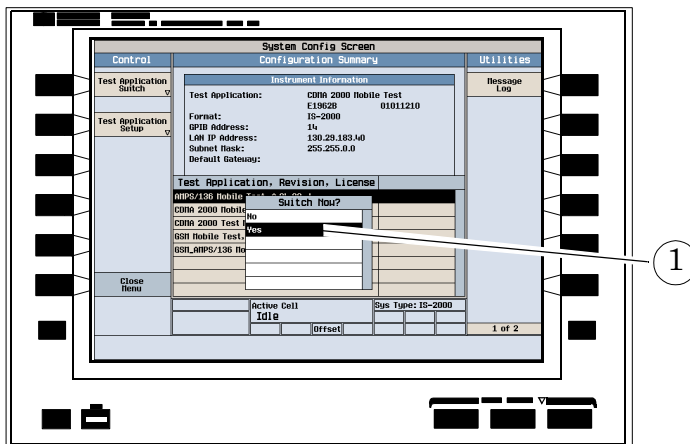 System Config Screen
Control
Configuration Summary
Utilities
Test Application
Switch
Test Application
Setup
Close
Menu
Instrument Information
Test Application: CDMA 2000 Mobile Test
E1962B 01011210
Format: IS-2000
GPIB Address: 14
LAN IP Address: 130.29.183.40
Subnet Mask: 255.255.0.0
Default Gateway:
Message
Log
Test Application, Revision, License
AMPS/136 Mobile
CDMA 2000 Mobile
CDMA 2000 Test
GSM Mobile Test,
GSM_AMPS/136 Mo
Switch Now?
No
Yes
Active Cell
Idle
Sys Type: IS-2000
Offset
1 of 2
1